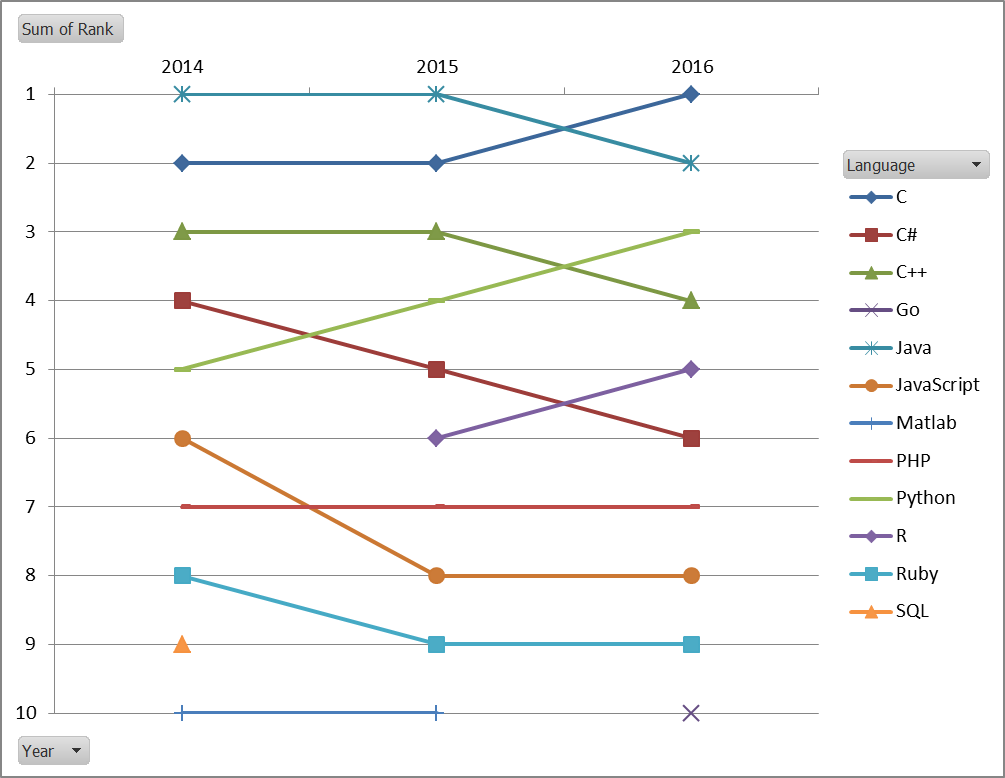 Sum of Rank
2014 2015 2016
1
2
3
4
5
6
7
8
9
10
Language
C
C#
C++
Go
Java
JavaScript
Matlab
PHP
Python
R
Ruby
SQL
Year